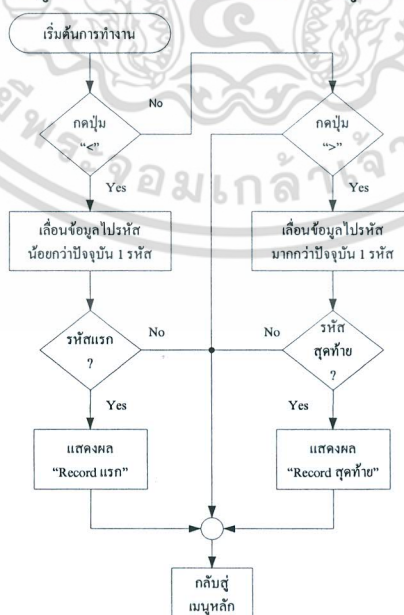 เริ่มต้นการทำงาน
No
กดปุ่ม
“<”
กดปุ่ม
“>”
Yes
Yes
เลื่อนข้อมูลไปรหัส
น้อยกว่าปัจจุบัน 1 รหัส
เลื่อนข้อมูลไปรหัส
มากกว่าปัจจุบัน 1 รหัส
รหัสแรก
?
No
No
รหัส
สุดท้าย
?
Yes
Yes
แสดงผล
“Record แรก”
แสดงผล
“Record สุดท้าย”
กลับสู่
เมนูหลัก